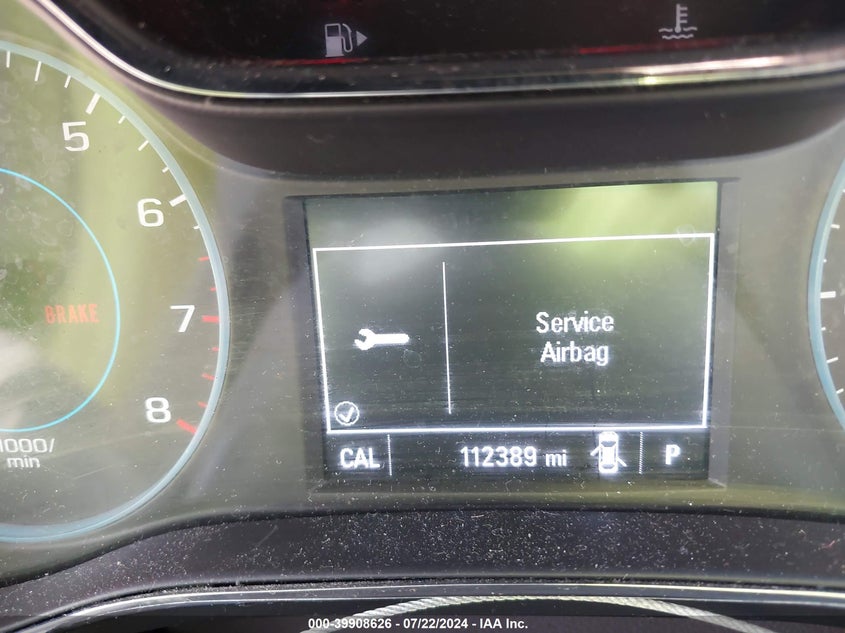 5
6
BRAKE
7
8
1000/
min
Service
Airbag
CAL 112389 mi P
000-39908626 - 07/22/2024 - IAA Inc.